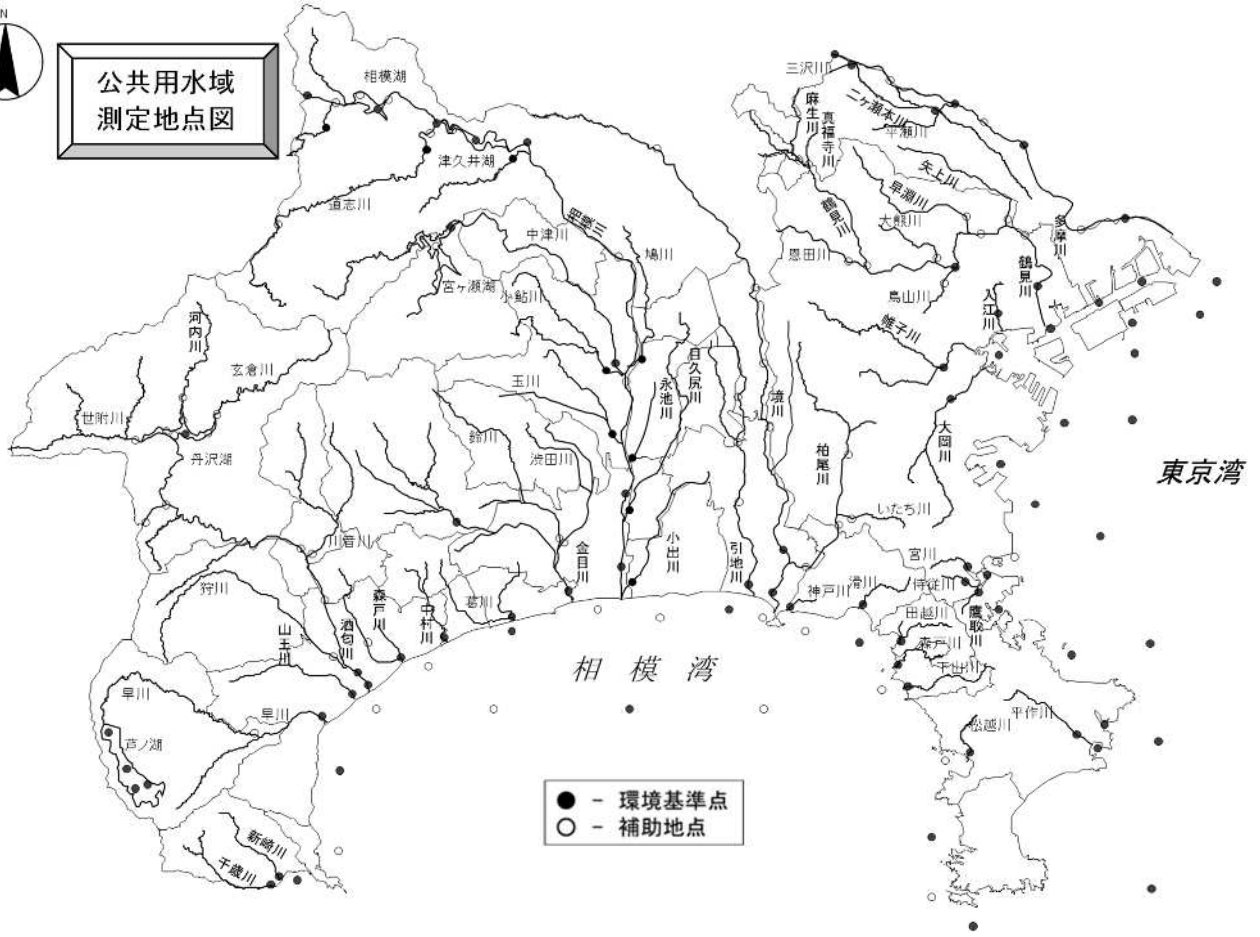 N
公共用水域
測定地点図
相模湖
三沢川
二ヶ瀬本川
麻生川
真福寺川
平瀬川
津久井湖
矢上川
早淵川
道志川
鶴見川
大熊川
多摩川
相模川
中津川
鳩川
恩田川
鶴見川
宮ヶ瀬湖
小鮎川
鳥山川
入江川
河内川
帷子川
玄倉川
目久尻川
玉川
永池川
境川
世附川
大岡川
鈴川
柏尾川
丹沢湖
渋田川
東京湾
いたち川
川音川
金目川
小出川
引地川
宮川
狩川
神戸川
滑川
侍従川
森戸川
中村川
葛川
田越川
鷹取川
山王川
酒匂川
森戸川
下山川
相模湾
早川
早川
平作川
松越川
芦ノ湖
● － 環境基準点
○ － 補助地点
新崎川
千歳川